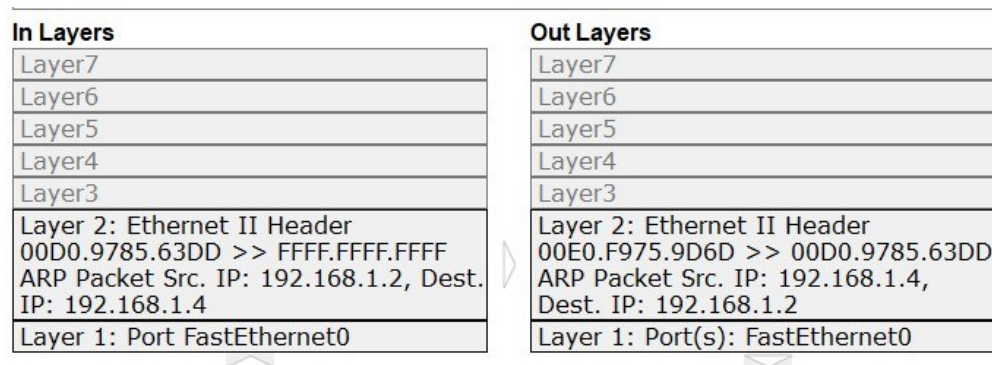 In Layers
Layer7
Layer6
Layer5
Layer4
Layer3
Layer 2: Ethernet II Header
00D0.9785.63DD >> FFFF.FFFF.FFFF
ARP Packet Src. IP: 192.168.1.2, Dest.
IP: 192.168.1.4
Layer 1: Port FastEthernet0
Out Layers
Layer7
Layer6
Layer5
Layer4
Layer3
Layer 2: Ethernet II Header
00E0.F975.9D6D >> 00D0.9785.63DD
ARP Packet Src. IP: 192.168.1.4,
Dest. IP: 192.168.1.2
Layer 1: Port(s): FastEthernet0